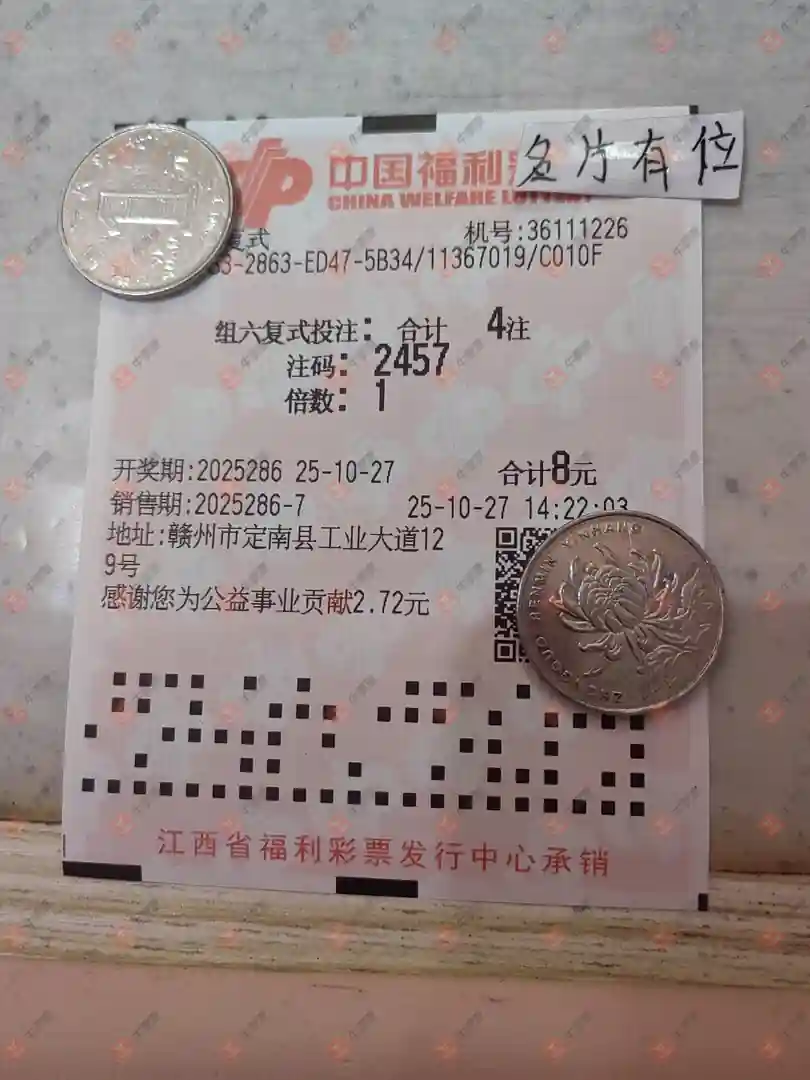 中国福利
名片有位
CHINA WELFARE LOTTERY
复式 机号:36111226
53-2863-ED47-5B34/11367019/C010F
组六复式投注: 合计 4注
注码: 2457
倍数: 1
开奖期:2025286 25-10-27 合计8元
销售期:2025286-7 25-10-27 14:22:03
地址:赣州市定南县工业大道12
9号
感谢您为公益事业贡献2.72元
江西省福利彩票发行中心承销